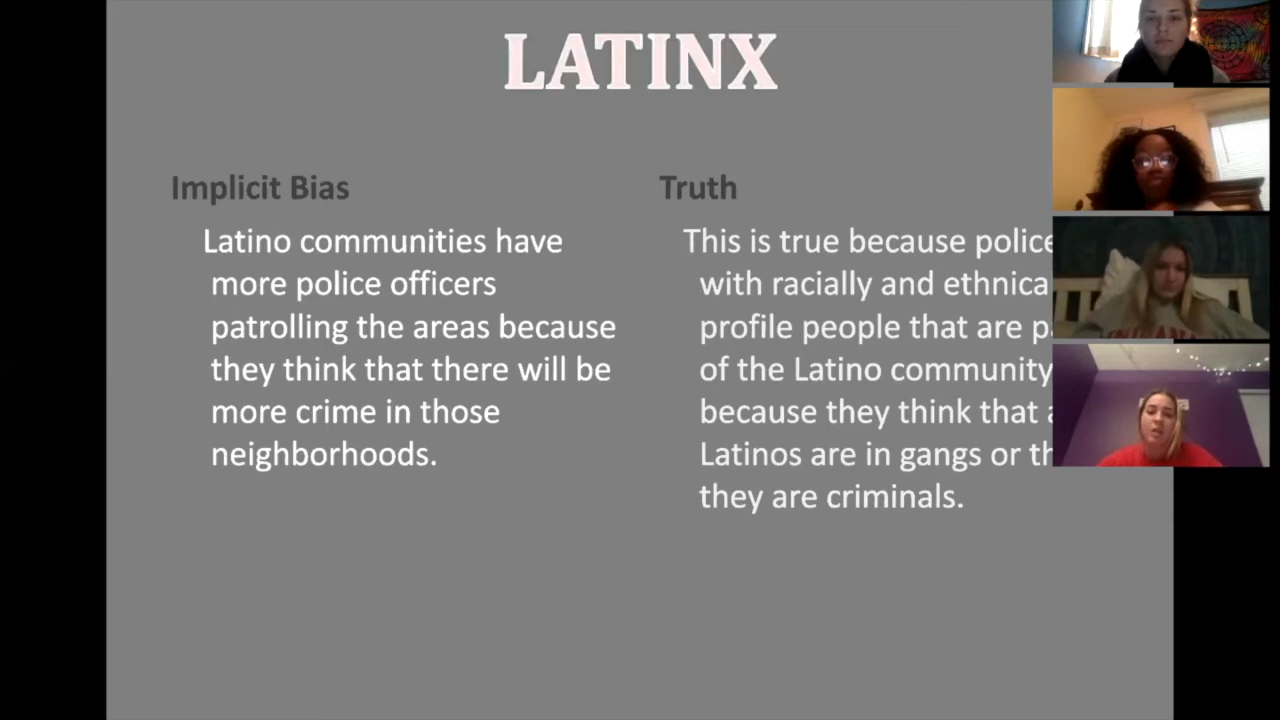 LATINX
Implicit Bias
Latino communities have
more police officers
patrolling the areas because
they think that there will be
more crime in those
neighborhoods.
Truth
This is true because police
with racially and
profile people that are
of the Latino community
because they think that
Latinos are in gangs or
they are criminals.